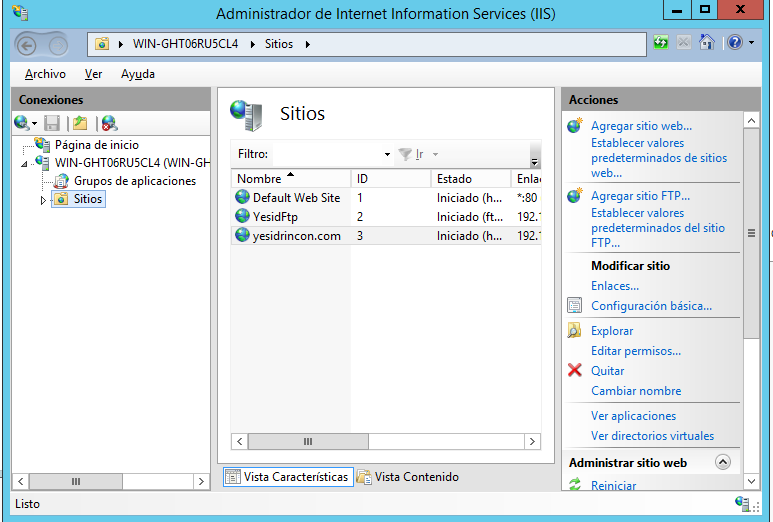 Administrador de Internet Information Services (IIS)
WIN-GHT06RU5CL4 Sitios
Archivo Ver Ayuda
Conexiones
Página de inicio
WIN-GHT06RU5CL4 (WIN-GH
Grupos de aplicaciones
Sitios
Sitios
Filtro: Ir
Nombre ID Estado Enla
Default Web Site 1 Iniciado (h... *:80
YesidFtp 2 Iniciado (ft... 192.1
yesidrincon.com 3 Iniciado (h... 192.1
Vista Características Vista Contenido
Acciones
Agregar sitio web...
Establecer valores
predeterminados de sitios
web...
Agregar sitio FTP...
Establecer valores
predeterminados del sitio
FTP...
Modificar sitio
Enlaces...
Configuración básica...
Explorar
Editar permisos...
Quitar
Cambiar nombre
Ver aplicaciones
Ver directorios virtuales
Administrar sitio web
Reiniciar
Listo